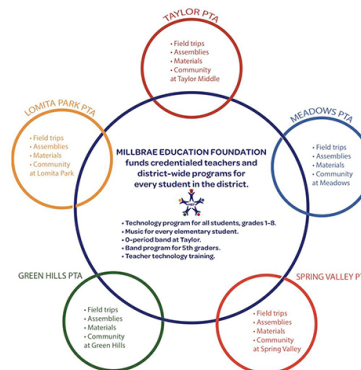 TAYLOR PTA
• Field trips
• Assemblies
• Materials
• Community
at Taylor Middle
LOMITA PARK PTA
• Field trips
• Assemblies
• Materials
• Community
at Lomita Park
MEADOWS PTA
• Field trips
• Assemblies
• Materials
• Community
at Meadows
MILLBRAE EDUCATION FOUNDATION
funds credentialed teachers and
district-wide programs for
every student in the district.
• Technology program for all students, grades 1-8.
• Music for every elementary student.
• 0-period band at Taylor.
• Band program for 5th graders.
• Teacher technology training.
GREEN HILLS PTA
• Field trips
• Assemblies
• Materials
• Community
at Green Hills
SPRING VALLEY PT
• Field trips
• Assemblies
• Materials
• Community
at Spring Valley